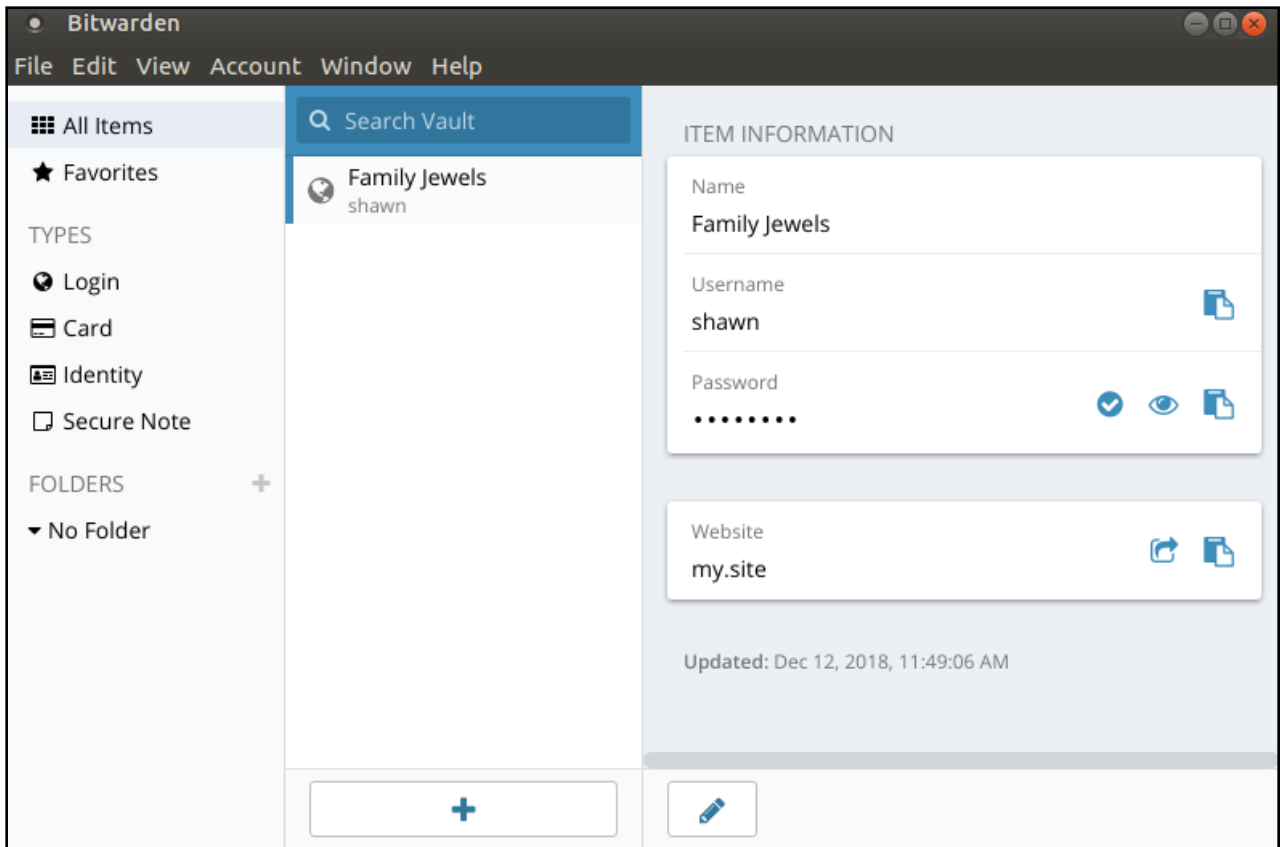 Bitwarden
File Edit View Account Window Help
All Items
Favorites
TYPES
Login
Card
Identity
Secure Note
FOLDERS
No Folder
Search Vault
Family Jewels
shawn
ITEM INFORMATION
Name
Family Jewels
Username
shawn
Password
••••••••
Website
my.site
Updated: Dec 12, 2018, 11:49:06 AM